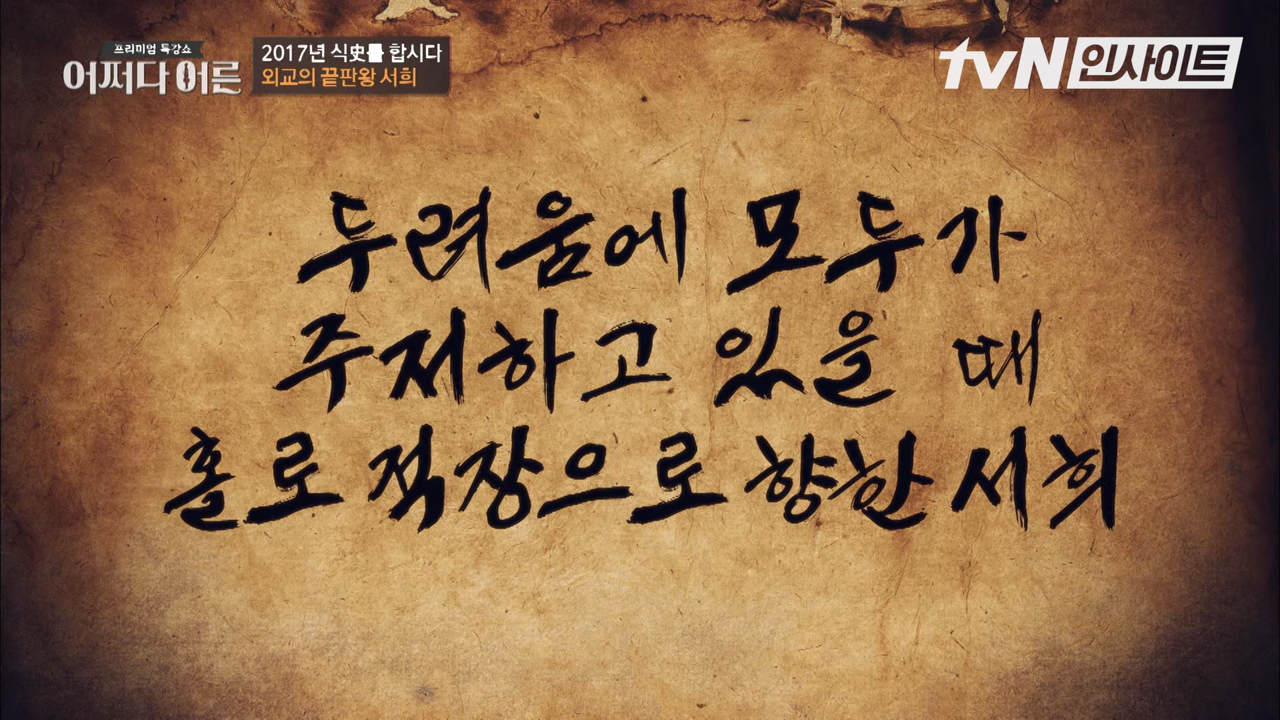 프리미엄 특강쇼
어쩌다 어른
2017년 식史를 합시다
외교의 끝판왕 서희
tvN 인사이트
두려움에 모두가
주저하고 있을 때
홀로 적장으로 향한 서희